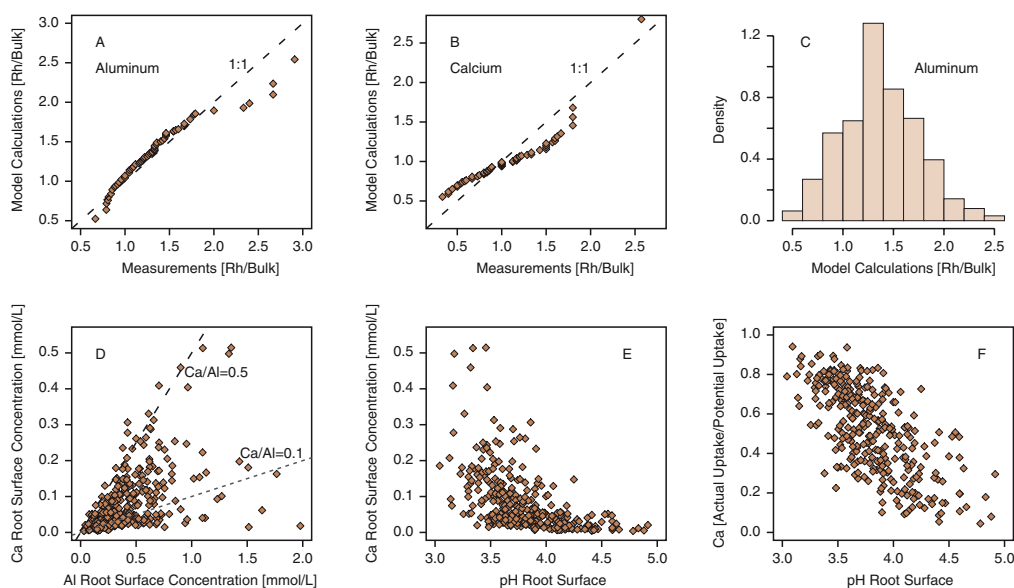 A
Aluminum
1:1
Model Calculations [Rh/Bulk]
3.0
2.5
2.0
1.5
1.0
0.5
0.5 1.0 1.5 2.0 2.5 3.0
Measurements [Rh/Bulk]
B
Calcium
1:1
Model Calculations [Rh/Bulk]
2.5
2.0
1.5
1.0
0.5
0.5 1.0 1.5 2.0 2.5
Measurements [Rh/Bulk]
C
Aluminum
Density
1.2
0.8
0.4
0.0
0.5 1.0 1.5 2.0 2.5
Model Calculations [Rh/Bulk]
D
Ca/Al=0.5
Ca/Al=0.1
Ca Root Surface Concentration [mmol/L]
0.5
0.4
0.3
0.2
0.1
0.0
0.0 0.5 1.0 1.5 2.0
Al Root Surface Concentration [mmol/L]
E
Ca Root Surface Concentration [mmol/L]
0.5
0.4
0.3
0.2
0.1
0.0
3.0 3.5 4.0 4.5 5.0
pH Root Surface
F
Ca [Actual Uptake/Potential Uptake]
1.0
0.8
0.6
0.4
0.2
0.0
3.0 3.5 4.0 4.5 5.0
pH Root Surface